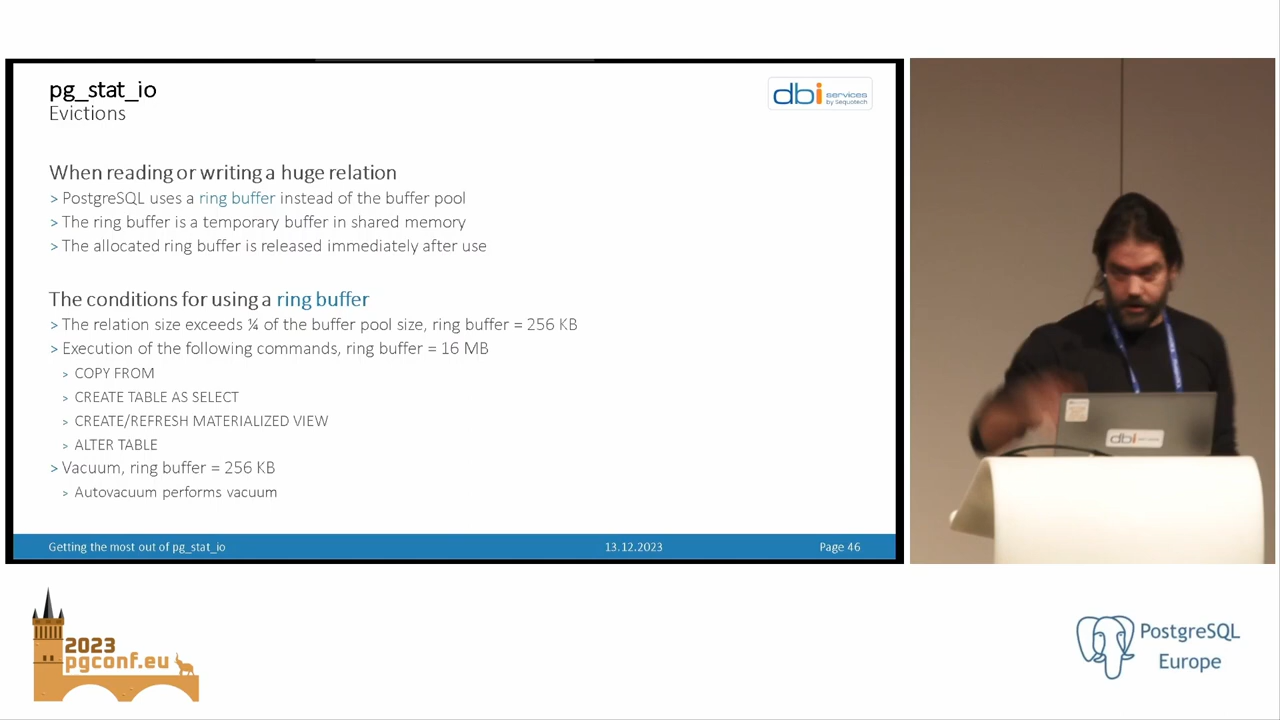 pg_stat_io
Evictions
dbi services
by Sequotech
When reading or writing a huge relation
> PostgreSQL uses a ring buffer instead of the buffer pool
> The ring buffer is a temporary buffer in shared memory
> The allocated ring buffer is released immediately after use
The conditions for using a ring buffer
> The relation size exceeds ¼ of the buffer pool size, ring buffer = 256 KB
> Execution of the following commands, ring buffer = 16 MB
> COPY FROM
> CREATE TABLE AS SELECT
> CREATE/REFRESH MATERIALIZED VIEW
> ALTER TABLE
> Vacuum, ring buffer = 256 KB
> Autovacuum performs vacuum
Getting the most out of pg_stat_io
13.12.2023
Page 46
dbi
2023
pgconf.eu
PostgreSQL
Europe